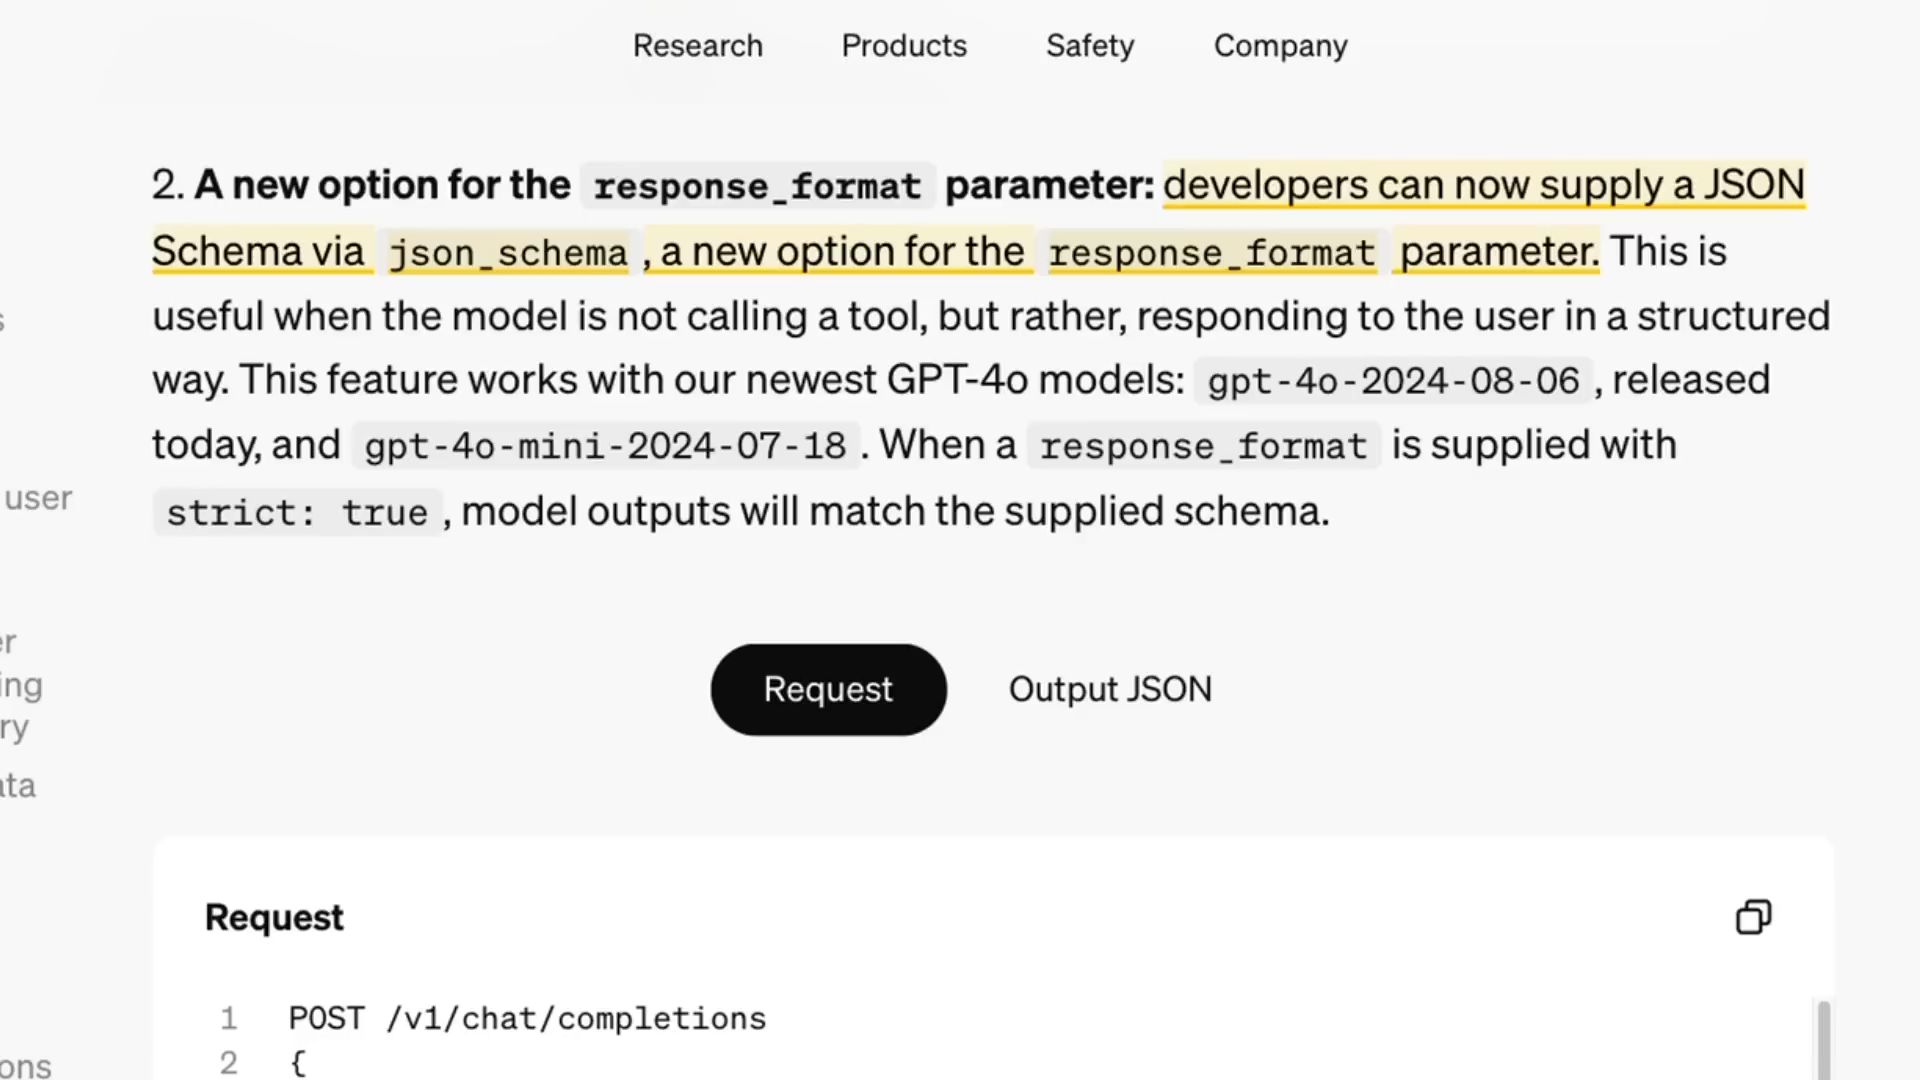 Research Products Safety Company
2. A new option for the response_format parameter: developers can now supply a JSON
Schema via json_schema , a new option for the response_format parameter. This is
useful when the model is not calling a tool, but rather, responding to the user in a structured
way. This feature works with our newest GPT-4o models: gpt-4o-2024-08-06 , released
today, and gpt-4o-mini-2024-07-18 . When a response_format is supplied with
strict: true , model outputs will match the supplied schema.
user
Request Output JSON
Request
1 POST /v1/chat/completions
2 {